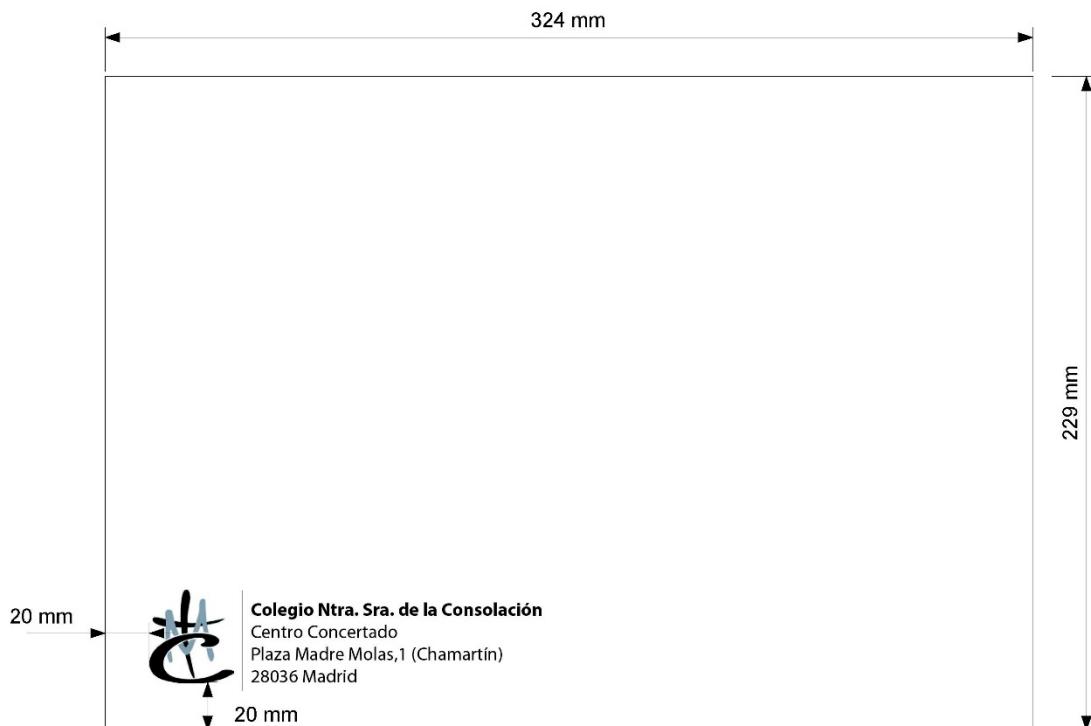 324 mm
229 mm
20 mm
Colegio Ntra. Sra. de la Consolación
Centro Concertado
Plaza Madre Molas,1 (Chamartín)
28036 Madrid
20 mm